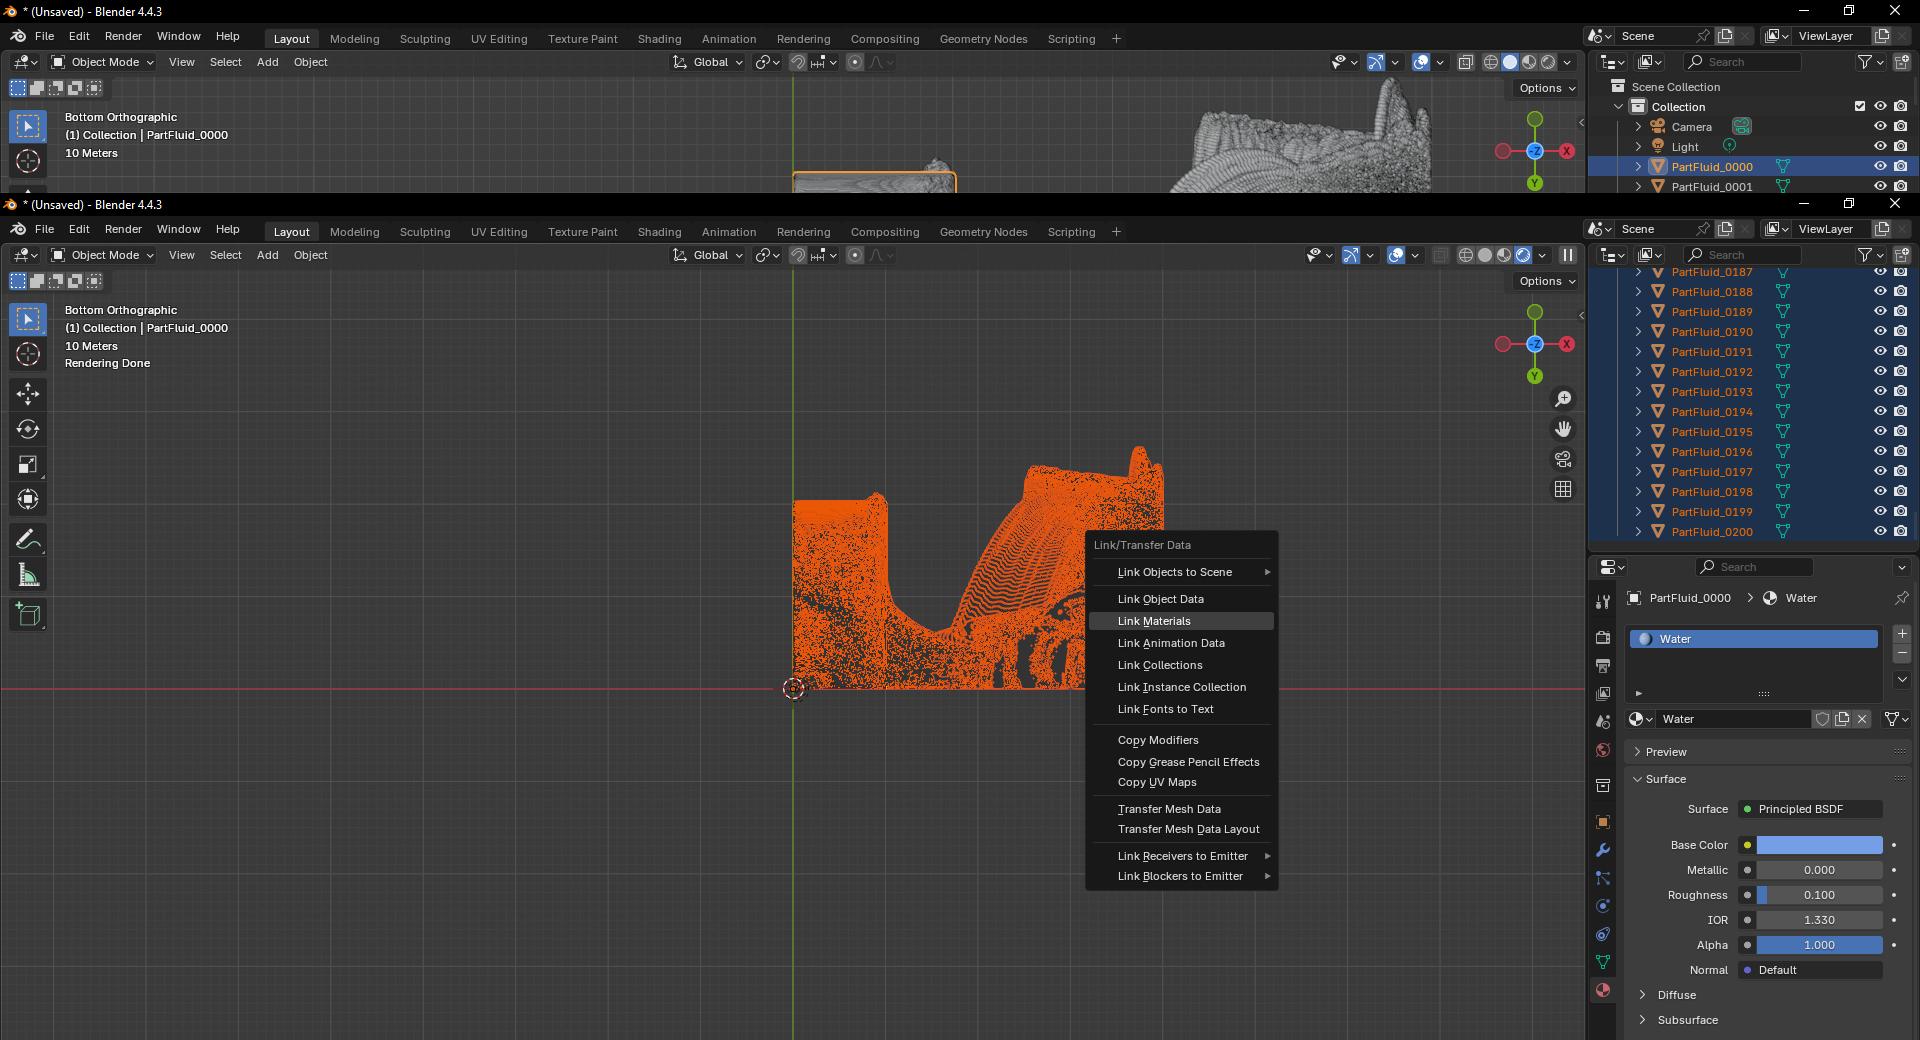 * (Unsaved) - Blender 4.4.3
File Edit Render Window Help Layout Modeling Sculpting UV Editing Texture Paint Shading Animation Rendering Compositing Geometry Nodes Scripting + Scene ViewLayer
Object Mode View Select Add Object Global Search
Options
Scene Collection
Collection
Bottom Orthographic
(1) Collection | PartFluid_0000
10 Meters
Camera
Light
PartFluid_0000
PartFluid_0001
-Z X
Y
* (Unsaved) - Blender 4.4.3
File Edit Render Window Help Layout Modeling Sculpting UV Editing Texture Paint Shading Animation Rendering Compositing Geometry Nodes Scripting + Scene ViewLayer
Object Mode View Select Add Object Global Search
Options
Bottom Orthographic
(1) Collection | PartFluid_0000
10 Meters
Rendering Done
-Z X
Y
PartFluid_0187
PartFluid_0188
PartFluid_0189
PartFluid_0190
PartFluid_0191
PartFluid_0192
PartFluid_0193
PartFluid_0194
PartFluid_0195
PartFluid_0196
PartFluid_0197
PartFluid_0198
PartFluid_0199
PartFluid_0200
Link/Transfer Data
Link Objects to Scene
Link Object Data
Link Materials
Link Animation Data
Link Collections
Link Instance Collection
Link Fonts to Text
Copy Modifiers
Copy Grease Pencil Effects
Copy UV Maps
Transfer Mesh Data
Transfer Mesh Data Layout
Link Receivers to Emitter
Link Blockers to Emitter
Search
PartFluid_0000 > Water
Water
Water
Preview
Surface
Surface Principled BSDF
Base Color
Metallic 0.000
Roughness 0.100
IOR 1.330
Alpha 1.000
Normal Default
Diffuse
Subsurface